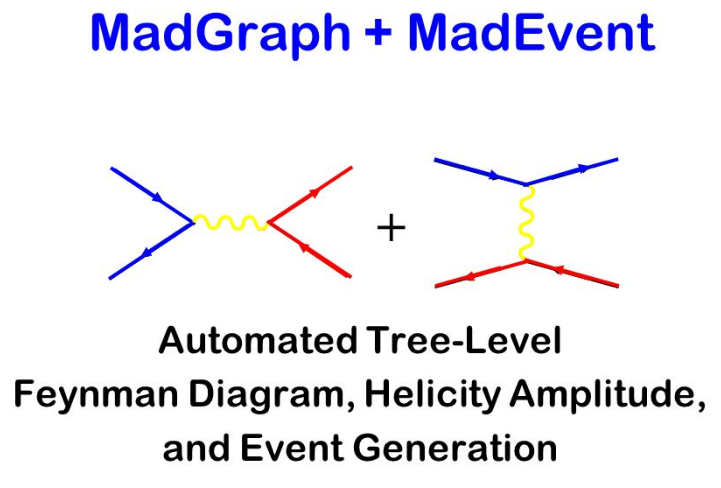 MadGraph + MadEvent
+
Automated Tree-Level
Feynman Diagram, Helicity Amplitude,
and Event Generation